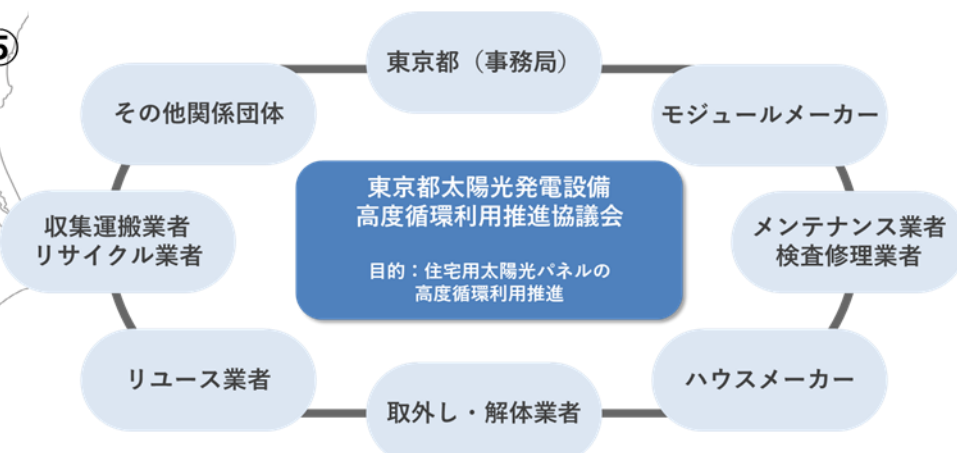 ⑤
東京都（事務局）
その他関係団体
モジュールメーカー
東京都太陽光発電設備
高度循環利用推進協議会
目的：住宅用太陽光パネルの
高度循環利用推進
収集運搬業者
リサイクル業者
メンテナンス業者
検査修理業者
リユース業者
ハウスメーカー
取外し・解体業者